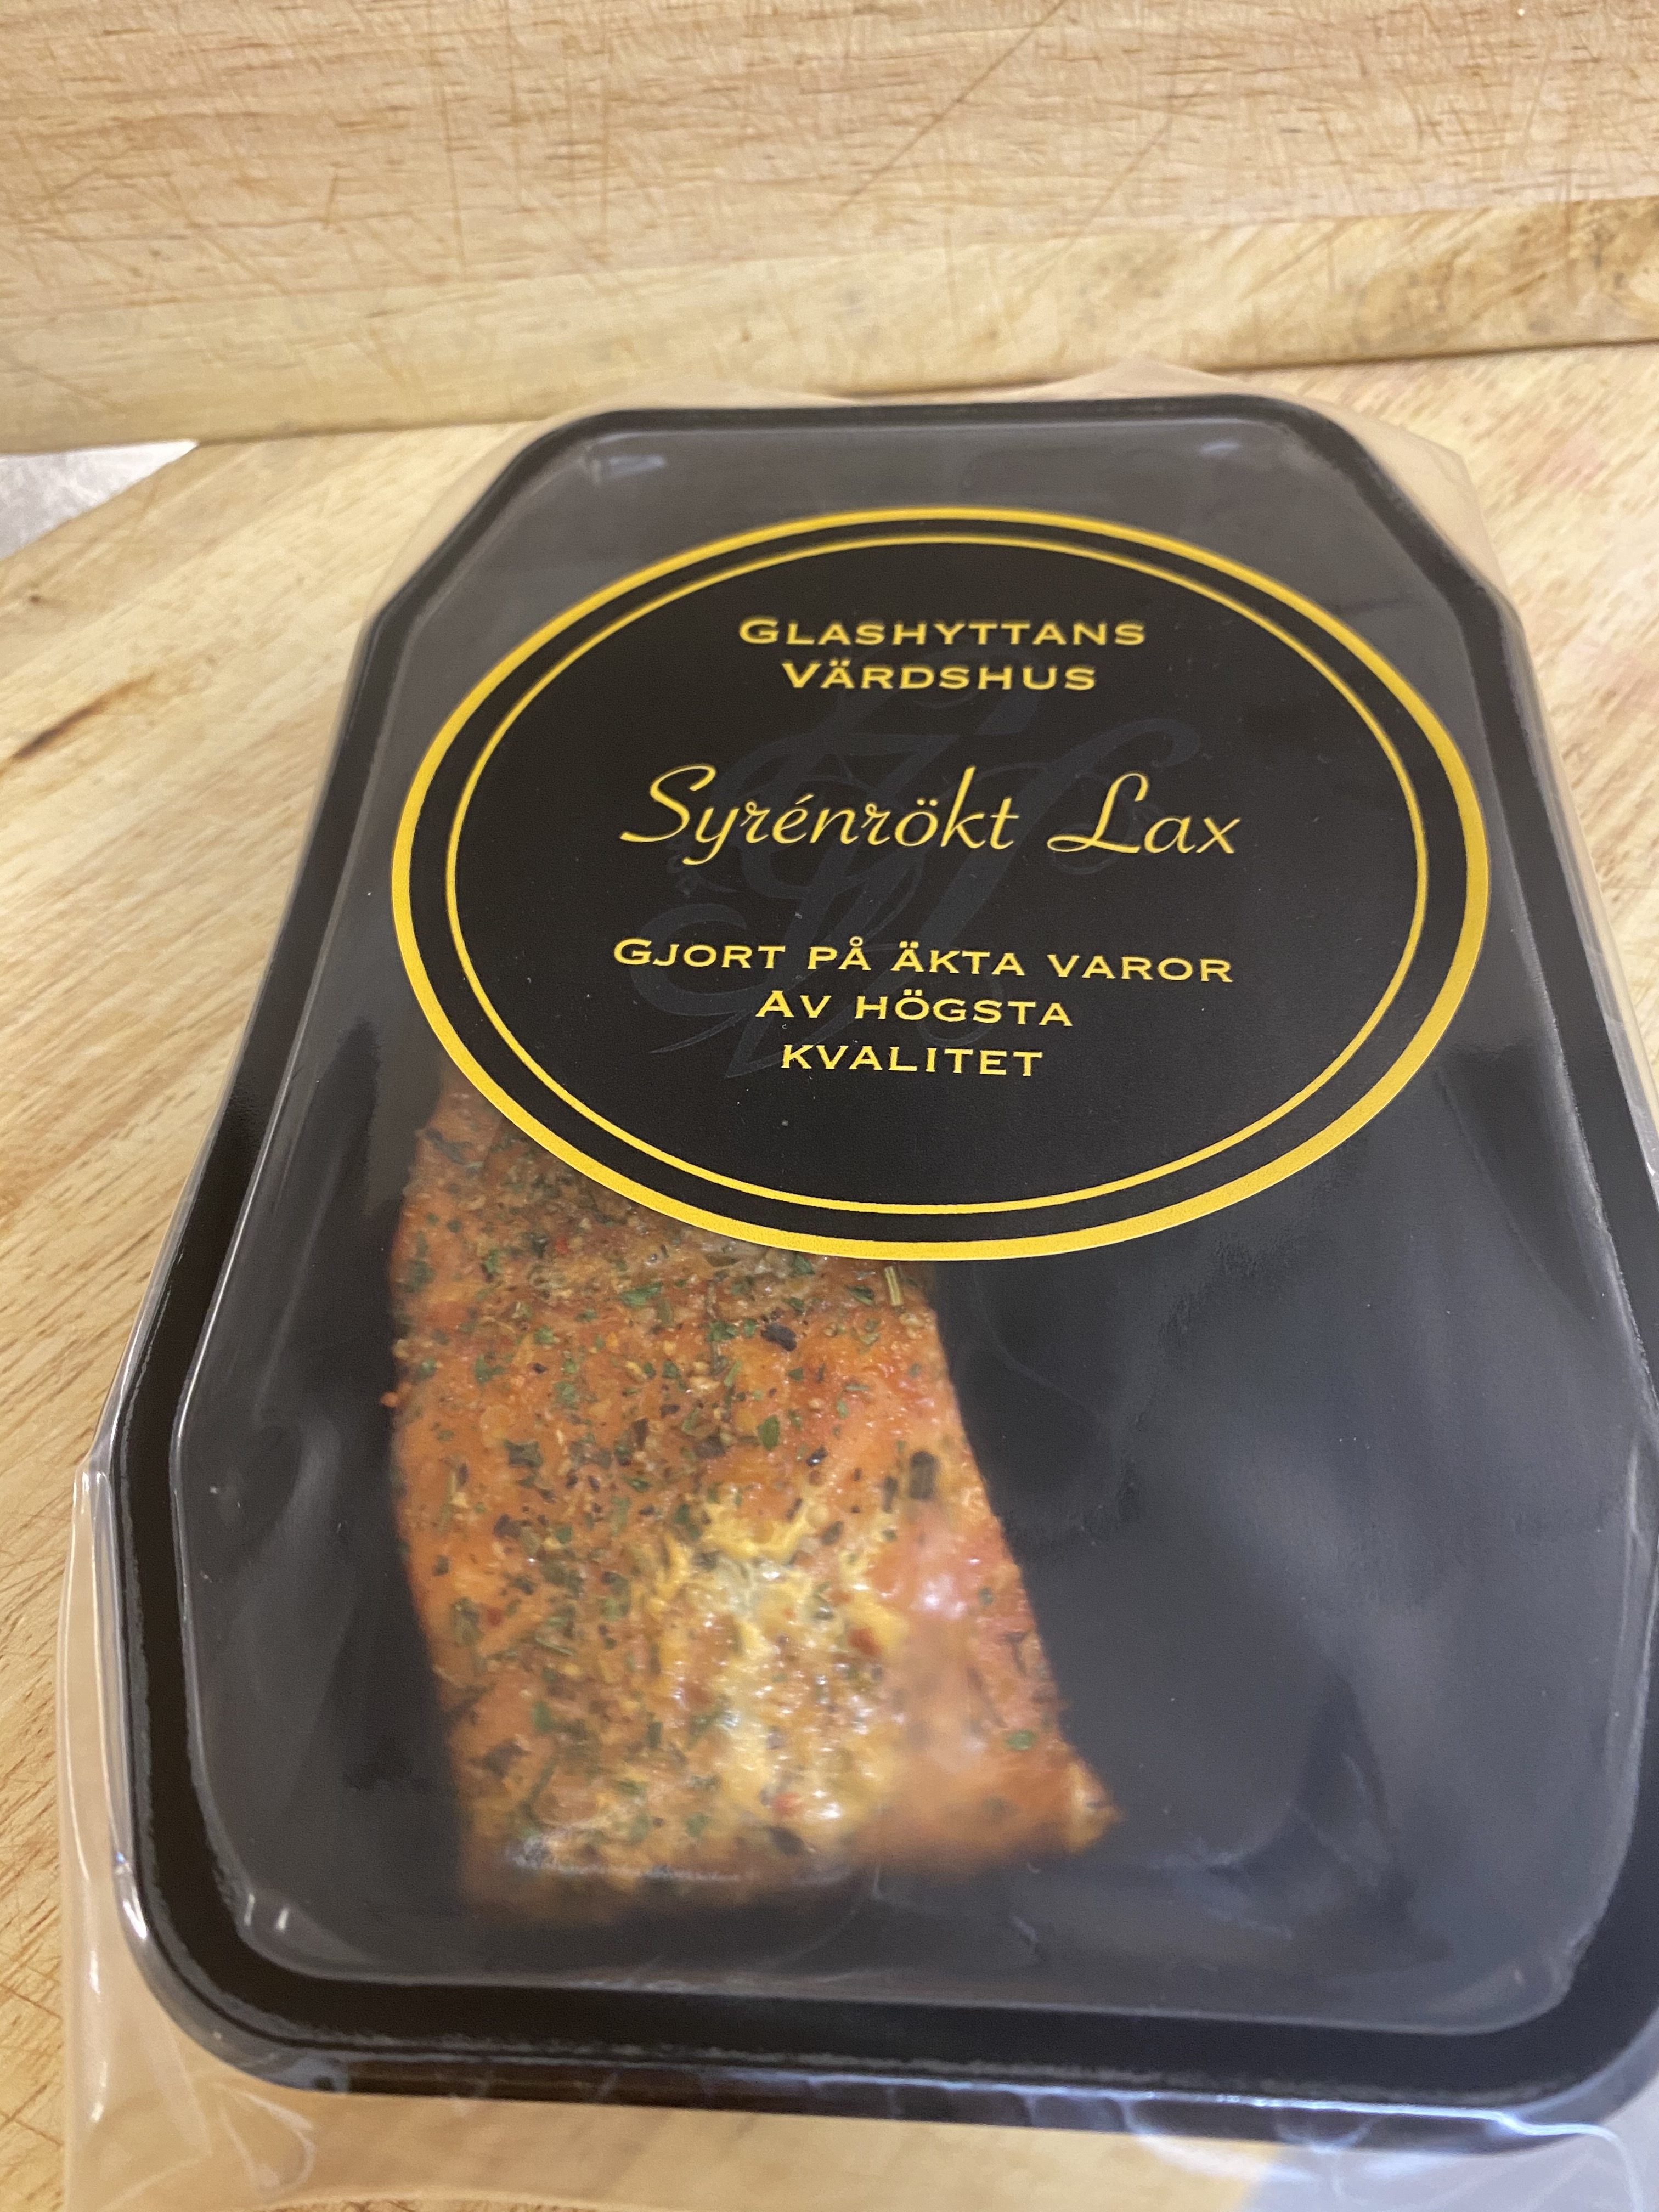 GLASHYTTANS
VÄRDSHUS
Syrénrökt Lax
GJORT PÅ ÄKTA VAROR
AV HÖGSTA
KVALITET